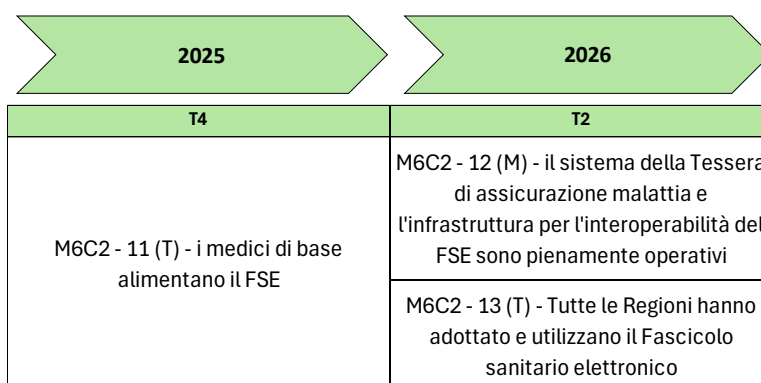 2025
2026
T4
T2
M6C2 - 11 (T) - i medici di base
alimentano il FSE
M6C2 - 12 (M) - il sistema della Tessera
di assicurazione malattia e
l'infrastruttura per l'interoperabilità del
FSE sono pienamente operativi
M6C2 - 13 (T) - Tutte le Regioni hanno
adottato e utilizzano il Fascicolo
sanitario elettronico